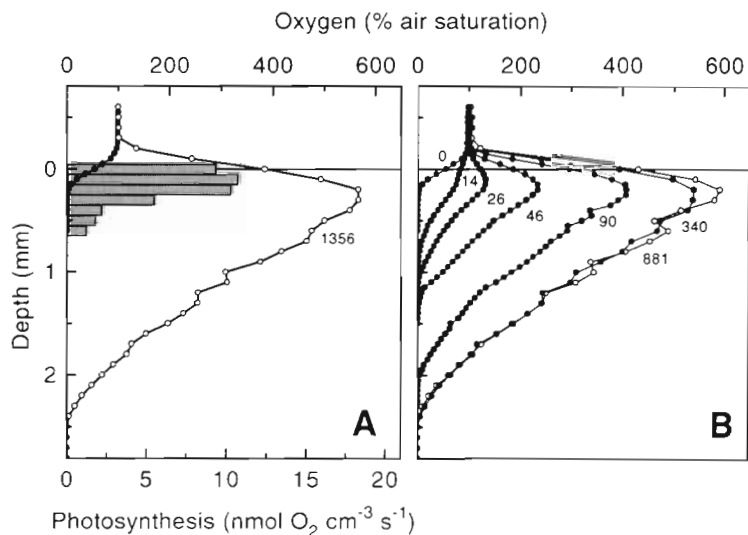 Oxygen (% air saturation)
0 200 400 600 0 200 400 600
0
1
2
Depth (mm)
1356
A
0
14
26
46
90
340
881
B
0 5 10 15 20
Photosynthesis (nmol O₂ cm⁻³ s⁻¹)